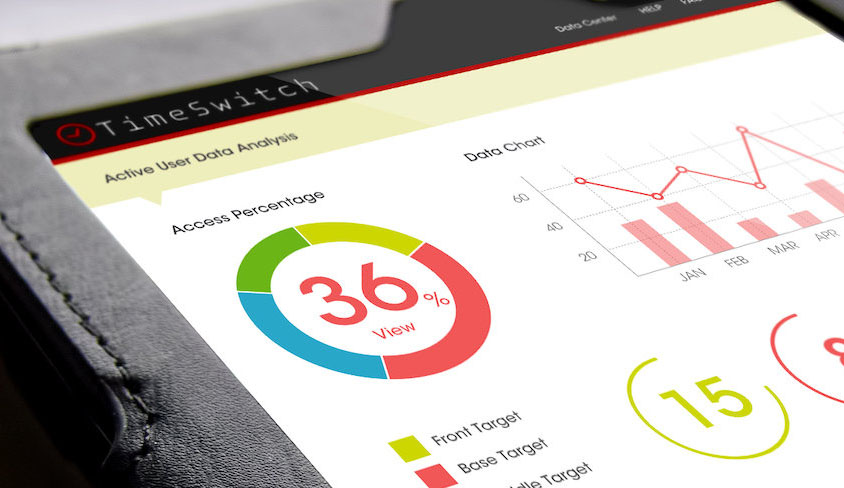 Data Center HELP
TimeSwitch
Active User Data Analysis
Access Percentage
36%
View
Data Chart
60
40
20
JAN FEB MAR APR
15
Front Target
Base Target
Target